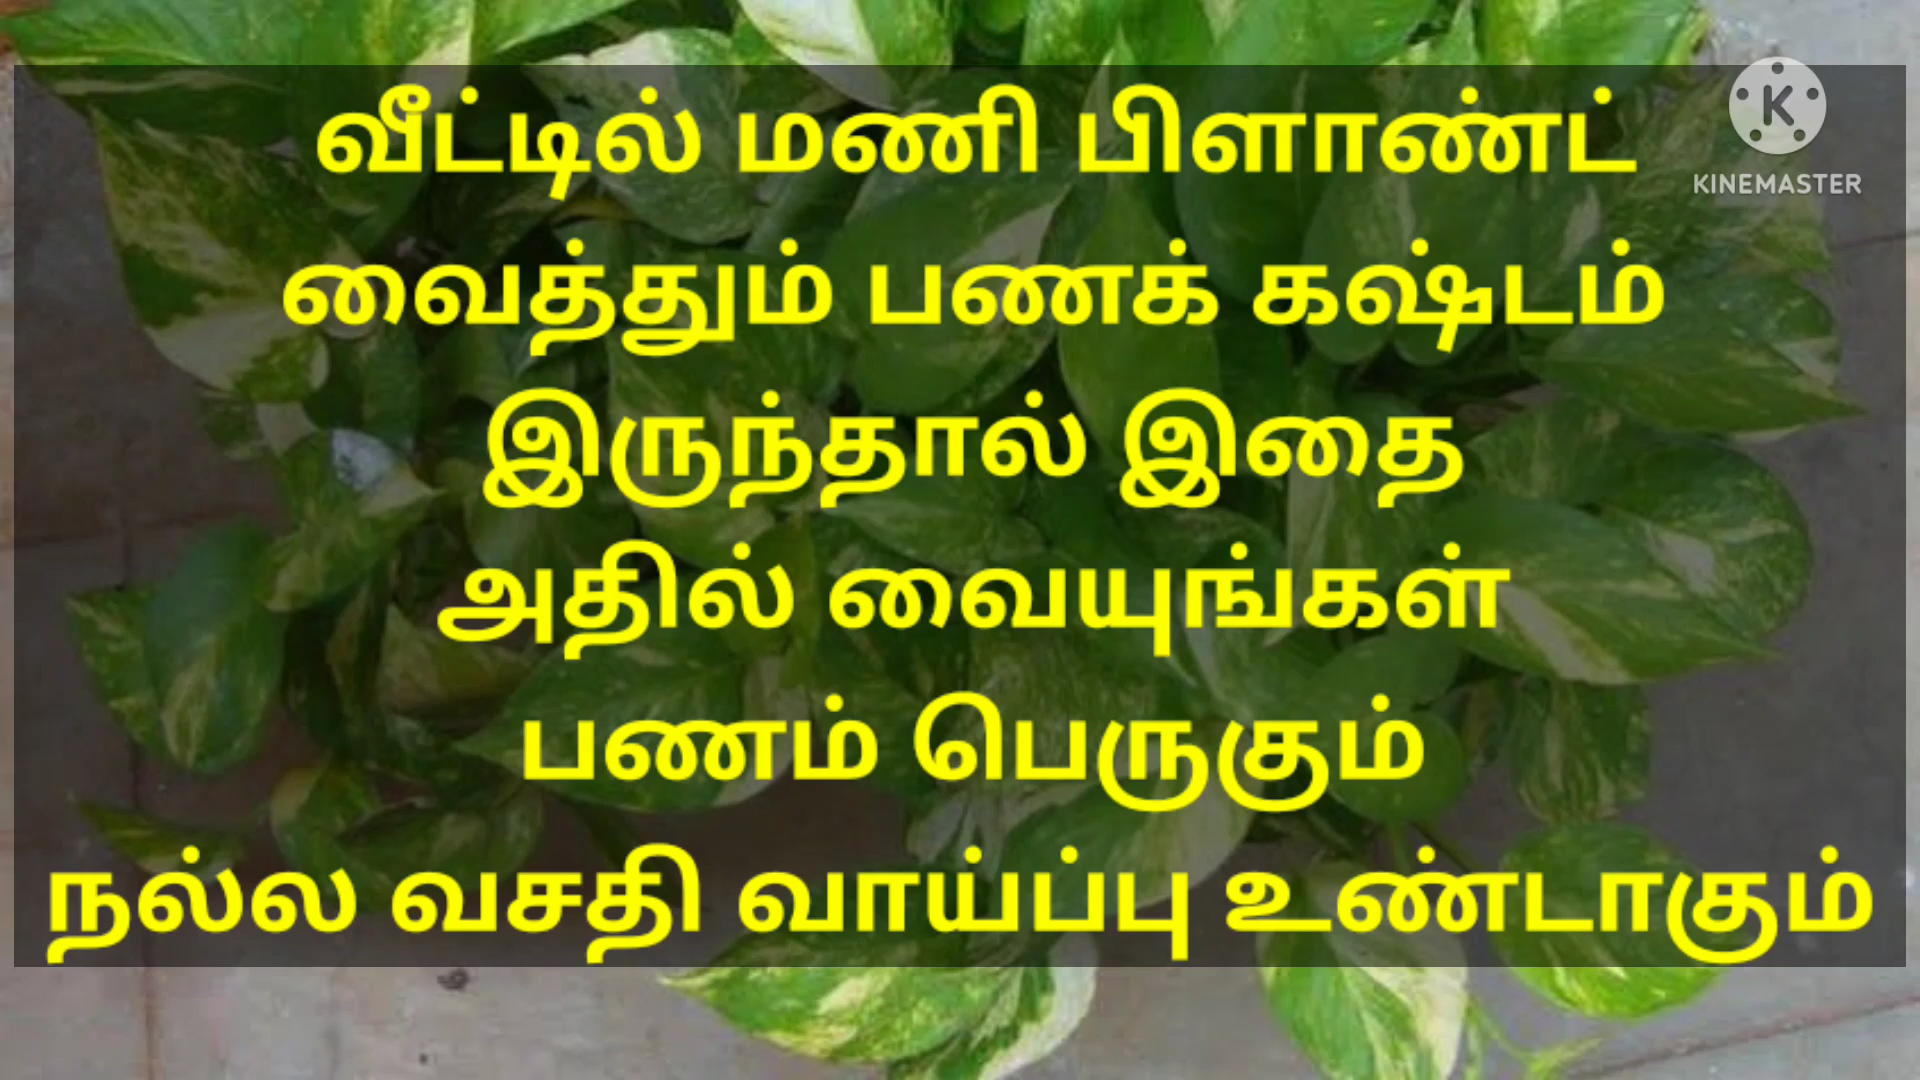 வீட்டில் மணி பிளாண்ட்
வைத்தும் பணக் கஷ்டம்
இருந்தால் இதை
அதில் வையுங்கள்
பணம் பெருகும்
நல்ல வசதி வாய்ப்பு உண்டாகும்
K
KINEMASTER